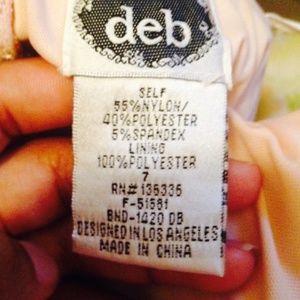 deb
SELF
55%NYLON/
40%POLYESTER
5%SPANDEX
LINING
100%POLYESTER
7
RN# 135335
F-51581
BND-1420 DB
DESIGNED IN LOS ANGELES
MADE IN CHINA